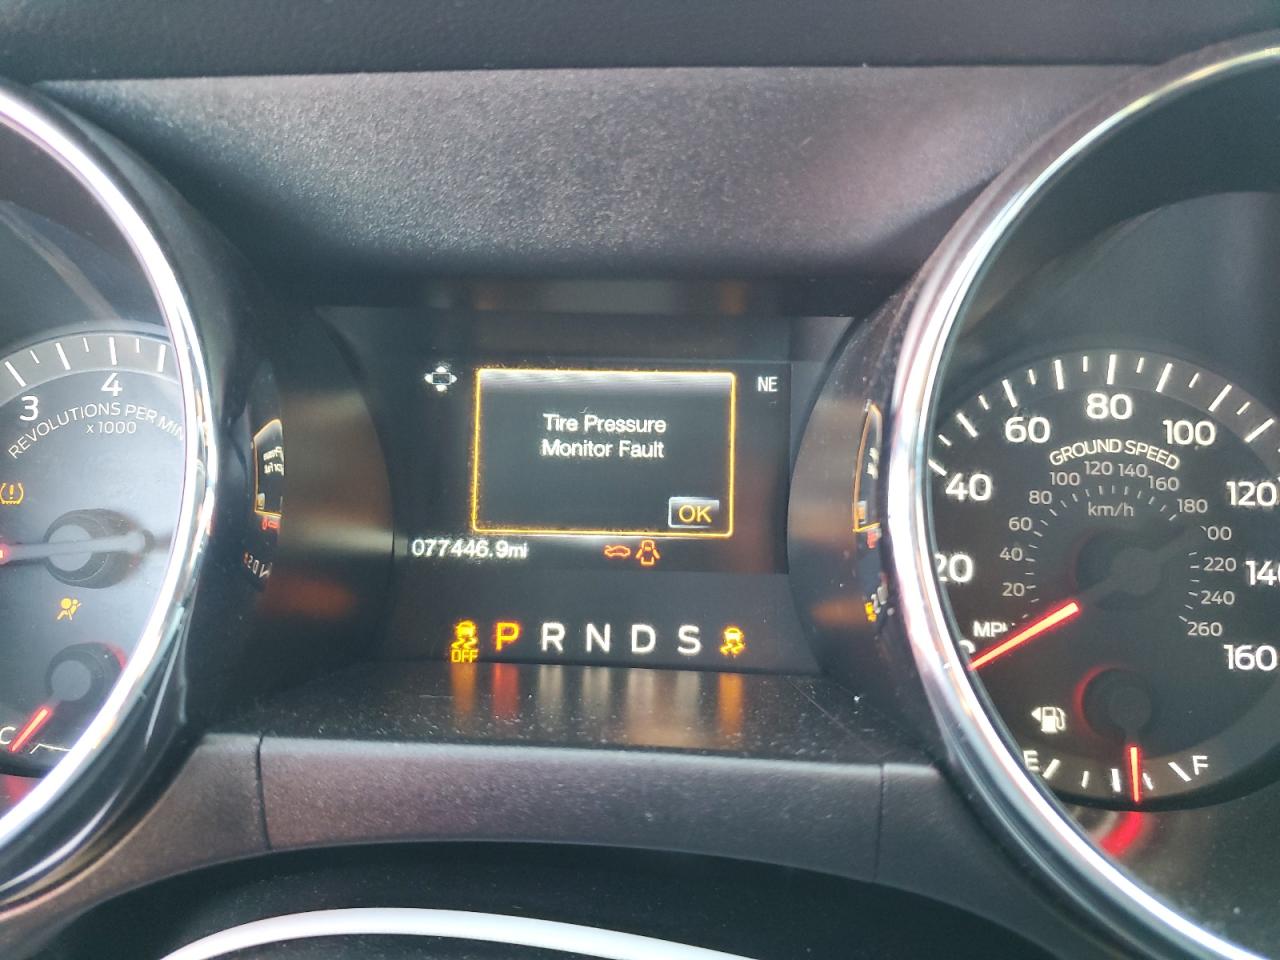 3
4
REVOLUTIONS PER MIN
x 1000
C
NE
Tire Pressure
Monitor Fault
OK
077446.9mi
OFF
P R N D S
20
40
60
80
100
120
160
GROUND SPEED
20
40
60
80
100
120
140
160
180
220
240
260
km/h
E
F